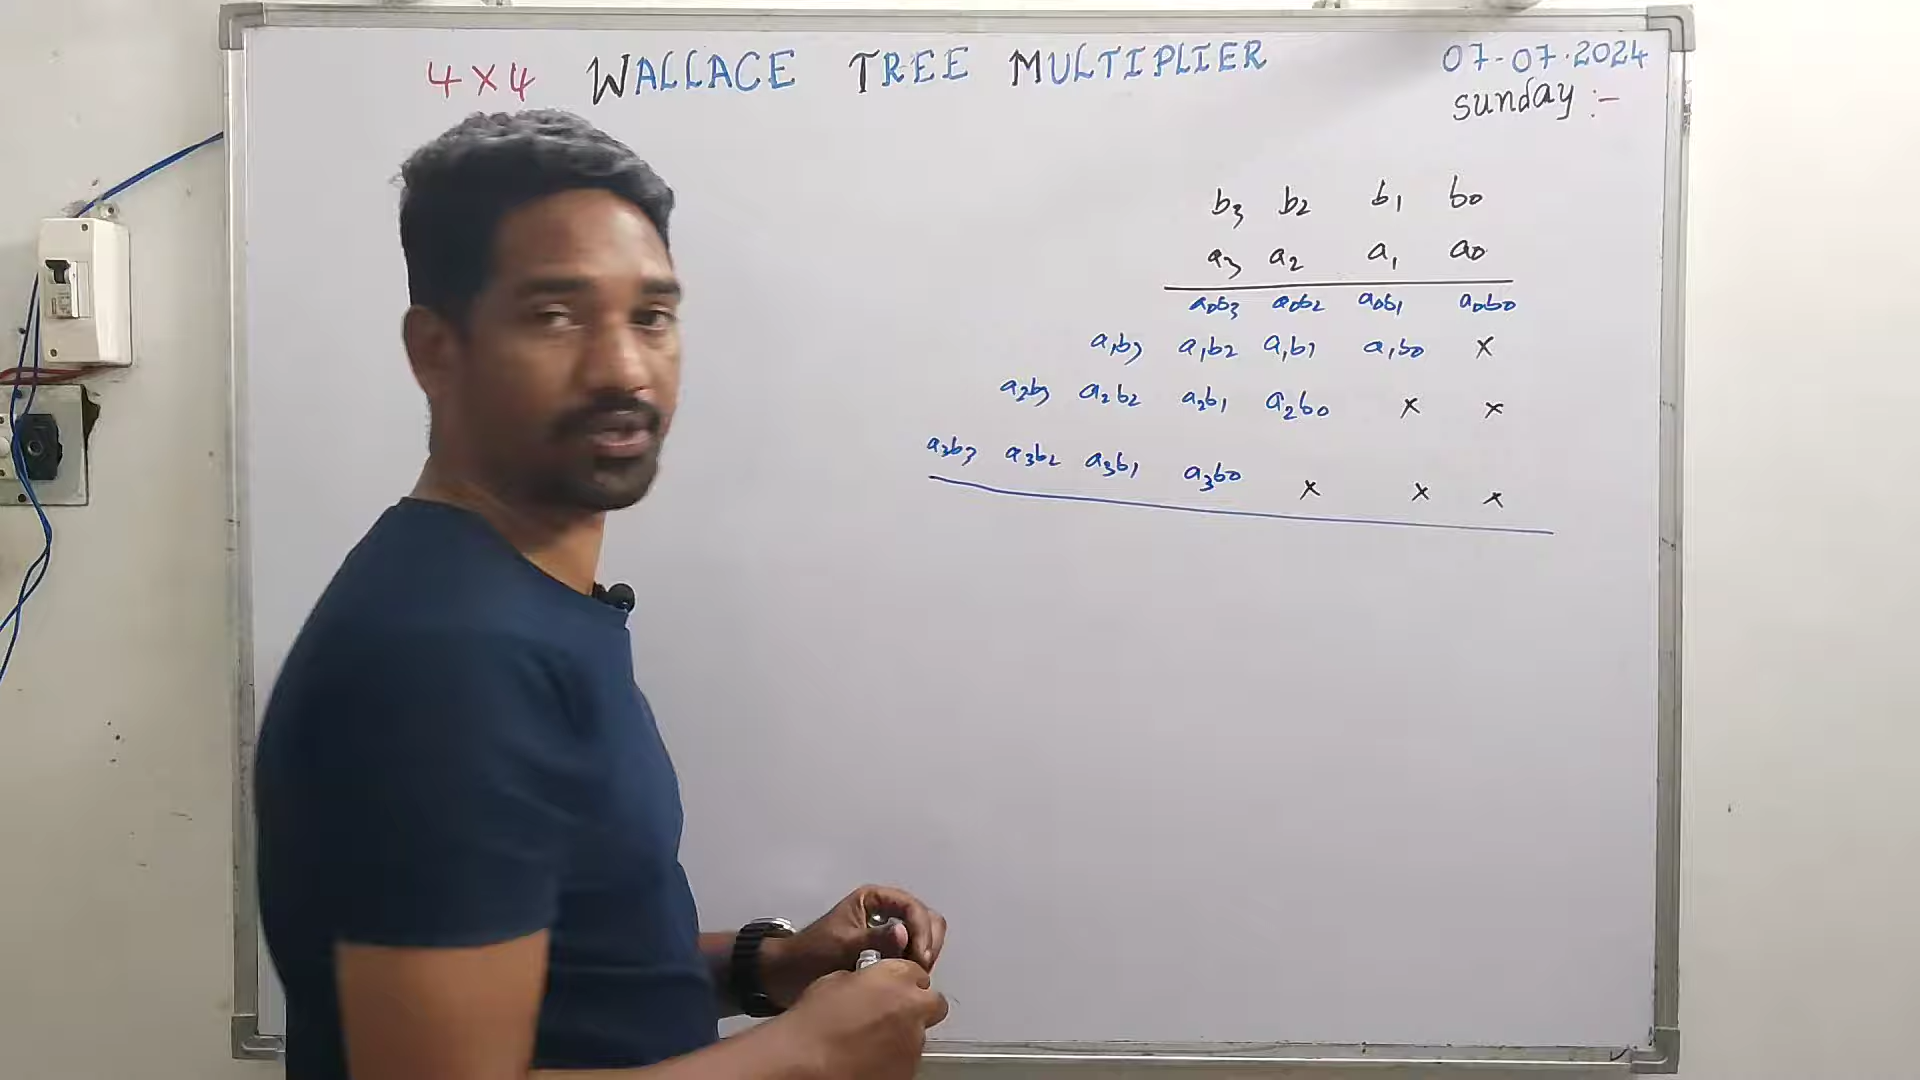 4×4 WALLACE TREE MULTIPLIER
07-07-2024
Sunday :-
b3 b2 b1 b0
a3 a2 a1 a0
a0b3 a0b2 a0b1 a0b0
a1b3 a1b2 a1b1 a1b0 ×
a2b3 a2b2 a2b1 a2b0 × ×
a3b3 a3b2 a3b1 a3b0 × × ×